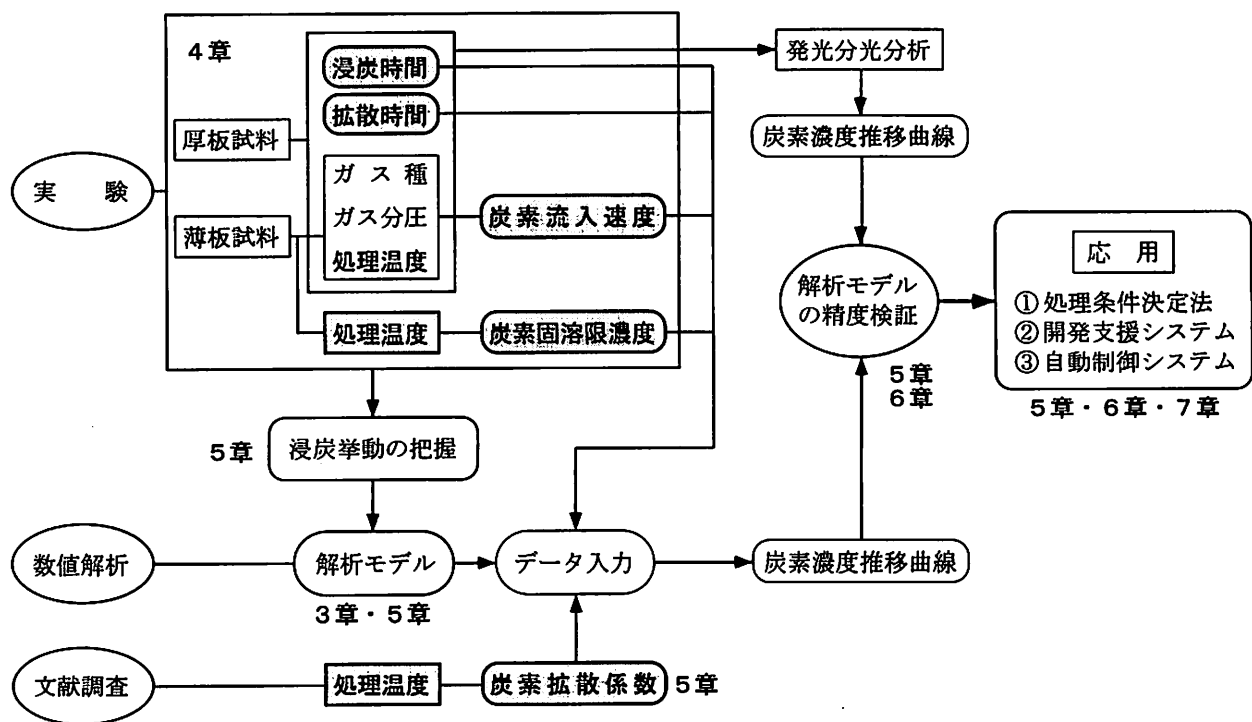 4章
浸炭時間
拡散時間
厚板試料
ガス種
ガス分圧
処理温度
薄板試料
炭素流入速度
処理温度
炭素固溶限濃度
実験
発光分光分析
炭素濃度推移曲線
解析モデル
の精度検証
5章
6章
応用
①処理条件決定法
②開発支援システム
③自動制御システム
5章・6章・7章
5章
浸炭挙動の把握
数値解析
解析モデル
3章・5章
データ入力
炭素濃度推移曲線
文献調査
処理温度
炭素拡散係数
5章